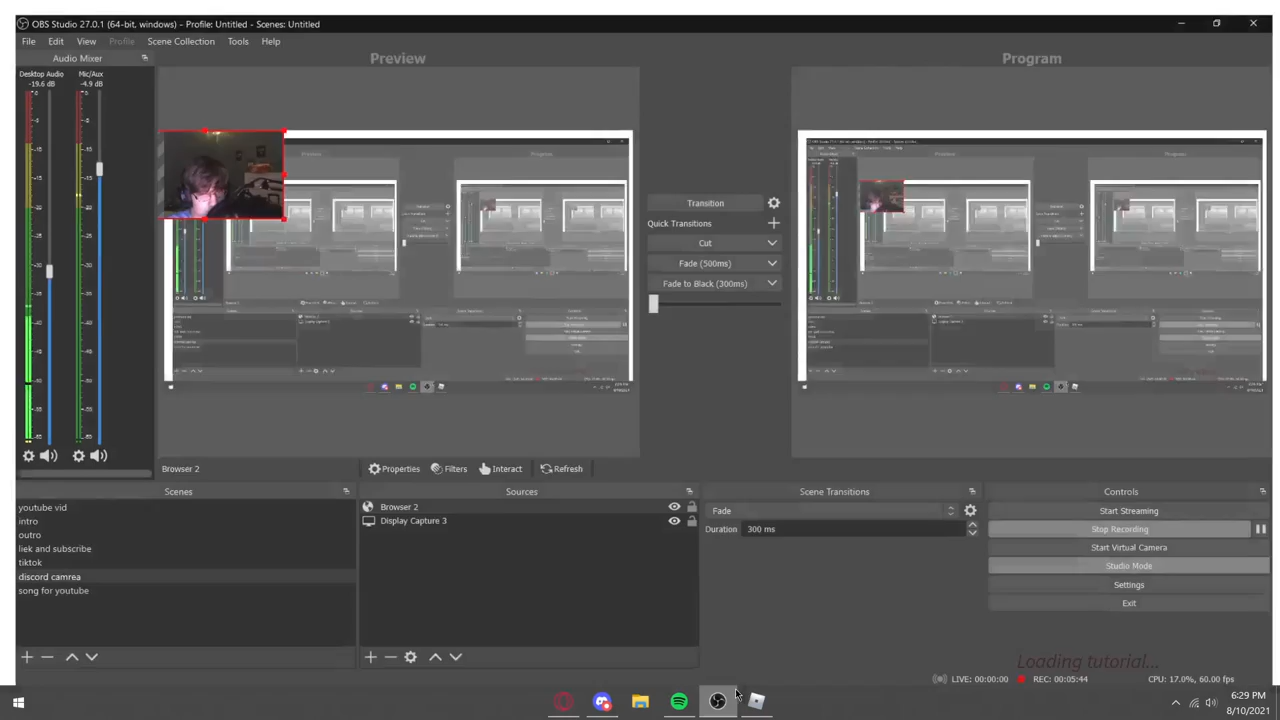 OBS Studio 27.0.1 (64-bit, windows) - Profile: Untitled - Scenes: Untitled
File Edit View Profile Scene Collection Tools Help
Audio Mixer
Preview
Program
Desktop Audio
Mic/Aux
-19.6 dB
-4.9 dB
Transition
Quick Transitions
Cut
Fade (500ms)
Fade to Black (300ms)
Browser 2
Properties
Filters
Interact
Refresh
Scenes
youtube vid
intro
outro
liek and subscribe
tiktok
discord camrea
song for youtube
Sources
Browser 2
Display Capture 3
Scene Transitions
Fade
Duration 300 ms
Controls
Start Streaming
Stop Recording
Start Virtual Camera
Studio Mode
Settings
Exit
Loading tutorial...
LIVE: 00:00:00
REC: 00:05:44
CPU: 17.0%, 60.00 fps
6:29 PM
8/10/2021